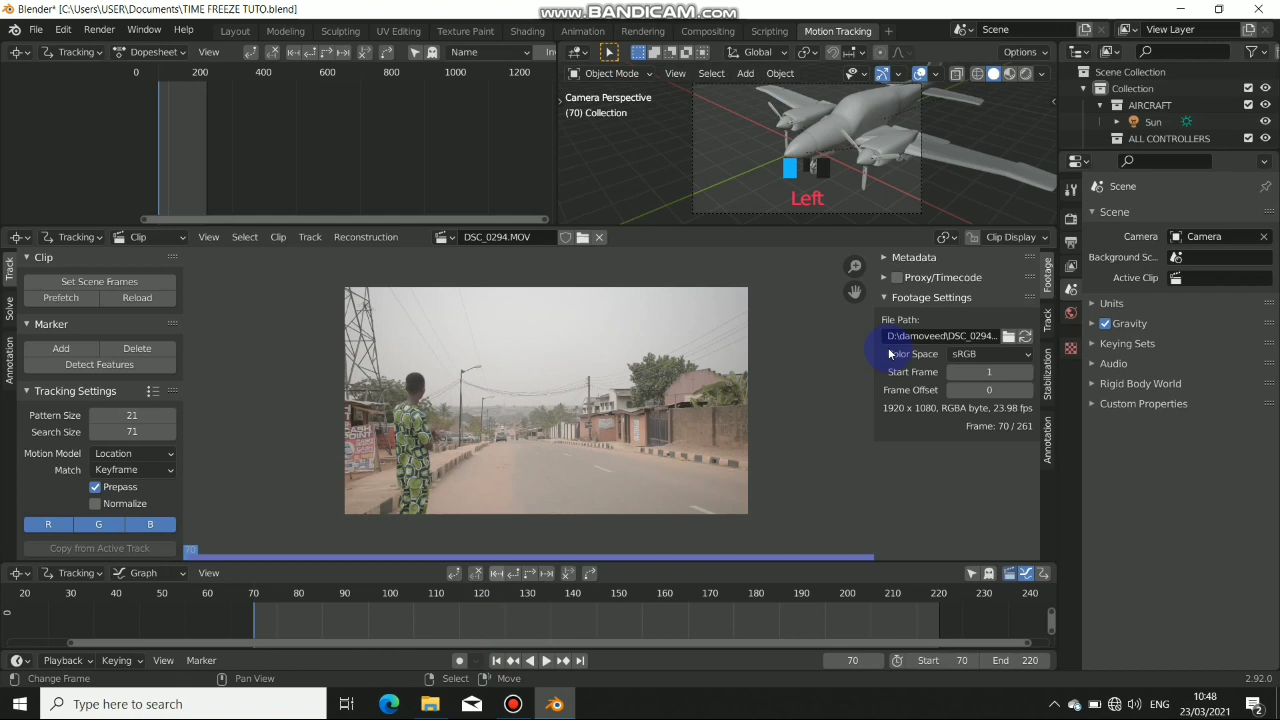 Blender* [C:\Users\USER\Documents\TIME FREEZE TUTO.blend]
www.BANDICAM.com
File Edit Render Window Help Layout Modeling Sculpting UV Editing Texture Paint Shading Animation Rendering Compositing Scripting Motion Tracking + Scene View Layer
Tracking Dopesheet View Name In
Global Options
0 200 400 600 800 1000 1200
Object Mode View Select Add Object
Camera Perspective
(70) Collection
Left
Scene Collection
Collection
AIRCRAFT
Sun
ALL CONTROLLERS
Scene
Scene
Camera Camera
Background Sc...
Active Clip
Units
Gravity
Keying Sets
Audio
Rigid Body World
Custom Properties
Tracking Clip View Select Clip Track Reconstruction DSC_0294.MOV Clip Display
Track
Solve
Annotation
Clip
Set Scene Frames
Prefetch Reload
Marker
Add Delete
Detect Features
Tracking Settings
Pattern Size 21
Search Size 71
Motion Model Location
Match Keyframe
Prepass
Normalize
R G B
Copy from Active Track
Metadata
Proxy/Timecode
Footage Settings
File Path:
D:\damoveed\DSC_0294...
Color Space sRGB
Start Frame 1
Frame Offset 0
1920 x 1080, RGBA byte, 23.98 fps
Frame: 70 / 261
Footage
Track
Stabilization
Annotation
70
Tracking Graph View
20 30 40 50 60 70 80 90 100 110 120 130 140 150 160 170 180 190 200 210 220 230 240
0
Playback Keying View Marker 70 Start 70 End 220
Change Frame Pan View Select Move 2.92.0
Type here to search
ENG
10:48
23/03/2021
2